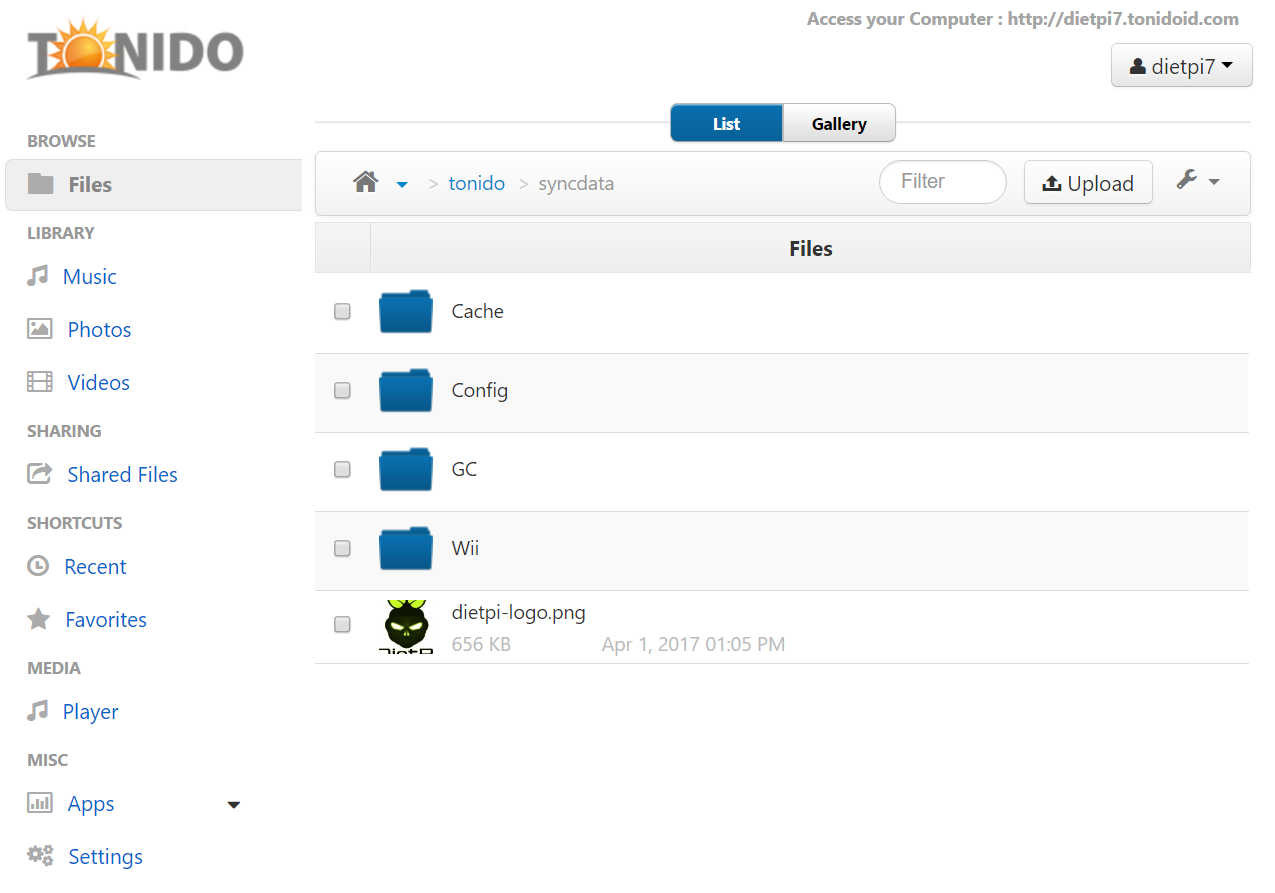 TONIDO
Access your Computer : http://dietpi7.tonidoid.com
dietpi7
BROWSE
Files
LIBRARY
Music
Photos
Videos
SHARING
Shared Files
SHORTCUTS
Recent
Favorites
MEDIA
Player
MISC
Apps
Settings
List Gallery
> tonido > syncdata Filter Upload
Files
Cache
Config
GC
Wii
dietpi-logo.png
656 KB Apr 1, 2017 01:05 PM